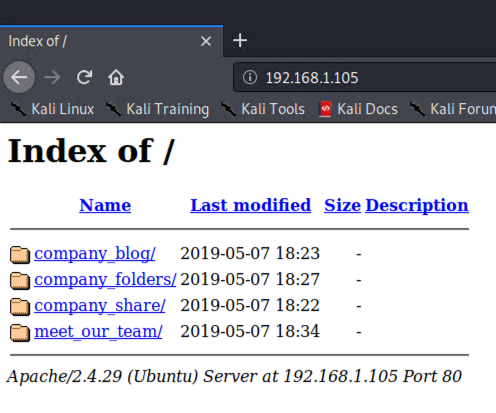 Index of /
192.168.1.105
Kali Linux Kali Training Kali Tools Kali Docs Kali Forun
Index of /
Name Last modified Size Description
company_blog/ 2019-05-07 18:23 -
company_folders/ 2019-05-07 18:27 -
company_share/ 2019-05-07 18:22 -
meet_our_team/ 2019-05-07 18:34 -
Apache/2.4.29 (Ubuntu) Server at 192.168.1.105 Port 80